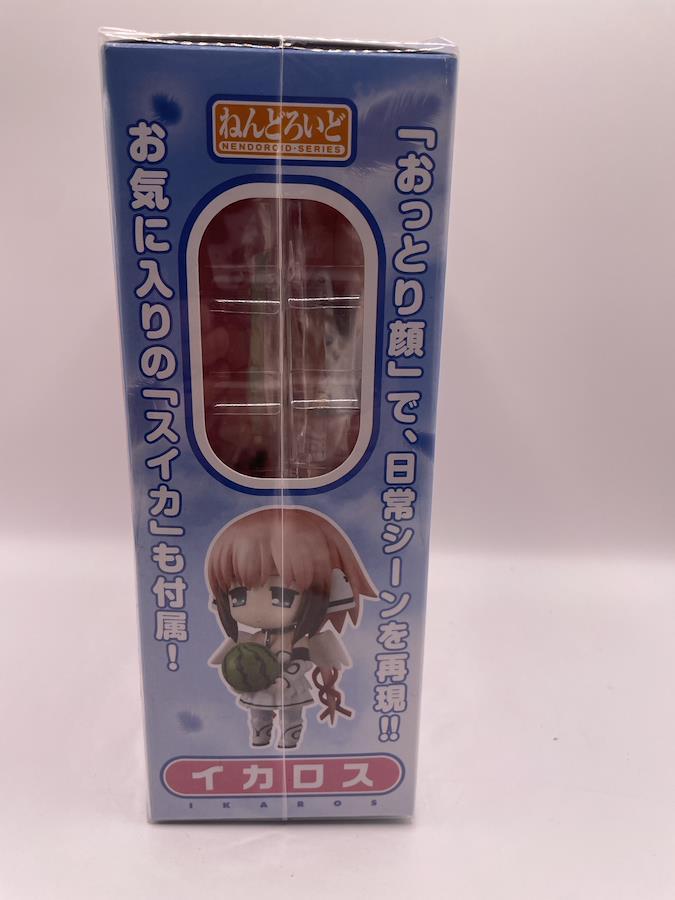 ねんどろいど
NENDOROID・SERIES
「おっとり顔」で、日常シーンを再現!!
お気に入りの「スイカ」も付属!
イカロス
IKAROS